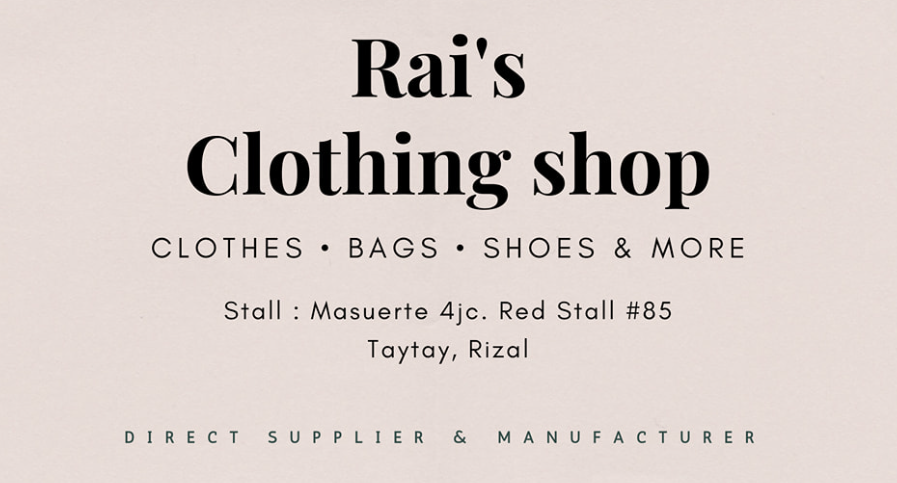 Rai's
Clothing shop
CLOTHES • BAGS • SHOES & MORE
Stall : Masuerte 4jc. Red Stall #85
Taytay, Rizal
DIRECT SUPPLIER & MANUFACTURER